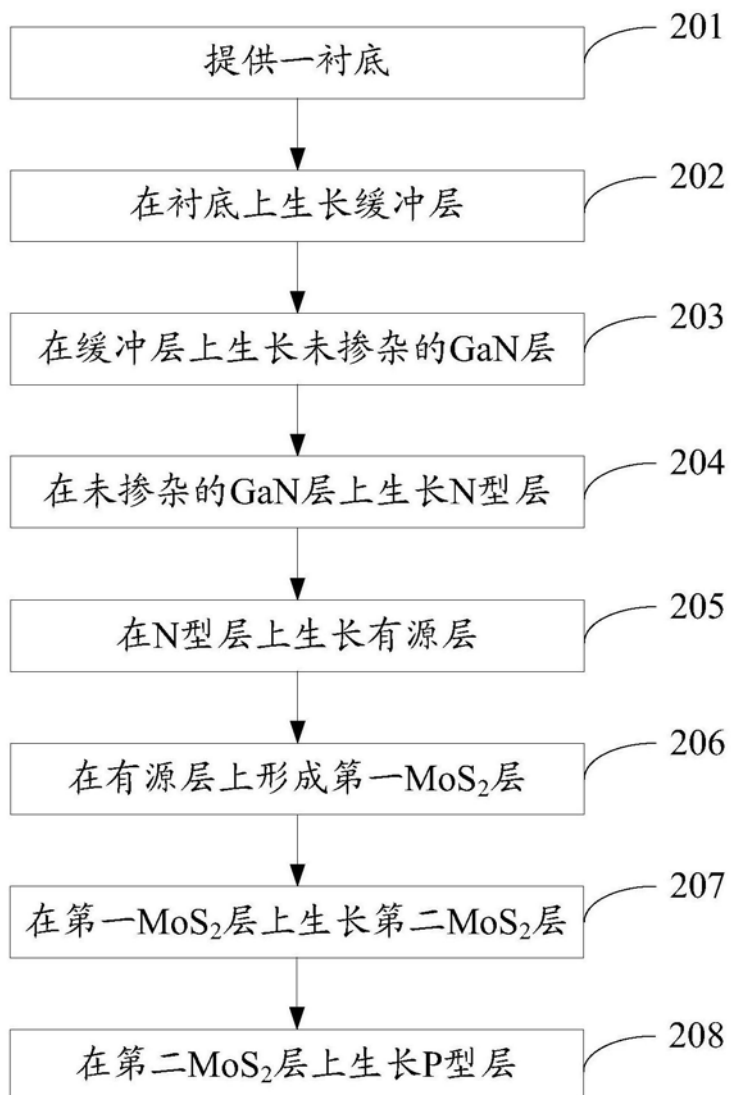 201
提供一衬底
202
在衬底上生长缓冲层
203
在缓冲层上生长未掺杂的GaN层
204
在未掺杂的GaN层上生长N型层
205
在N型层上生长有源层
206
在有源层上形成第一MoS₂层
207
在第一MoS₂层上生长第二MoS₂层
208
在第二MoS₂层上生长P型层